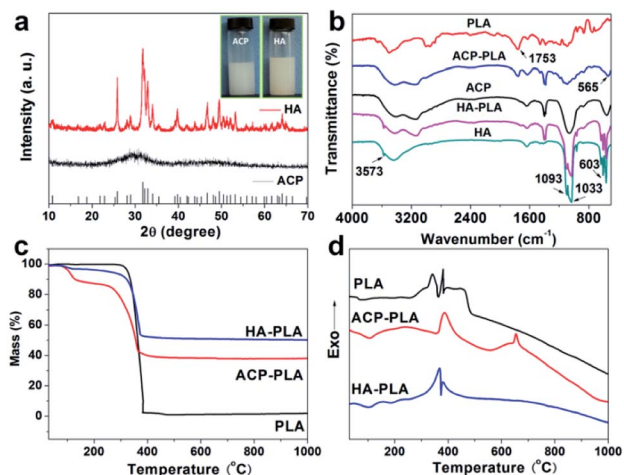 a
ACP
HA
HA
ACP
Intensity (a. u.)
10 20 30 40 50 60 70
2θ (degree)
b
PLA
1753
ACP-PLA
565
ACP
HA-PLA
HA
3573
603
1093
1033
Transmittance (%)
4000 3200 2400 1600 800
Wavenumber (cm-1)
c
100
80
60
40
20
0
HA-PLA
ACP-PLA
PLA
Mass (%)
200 400 600 800 1000
Temperature (°C)
d
PLA
ACP-PLA
HA-PLA
Exo
0 200 400 600 800 1000
Temperature (°C)